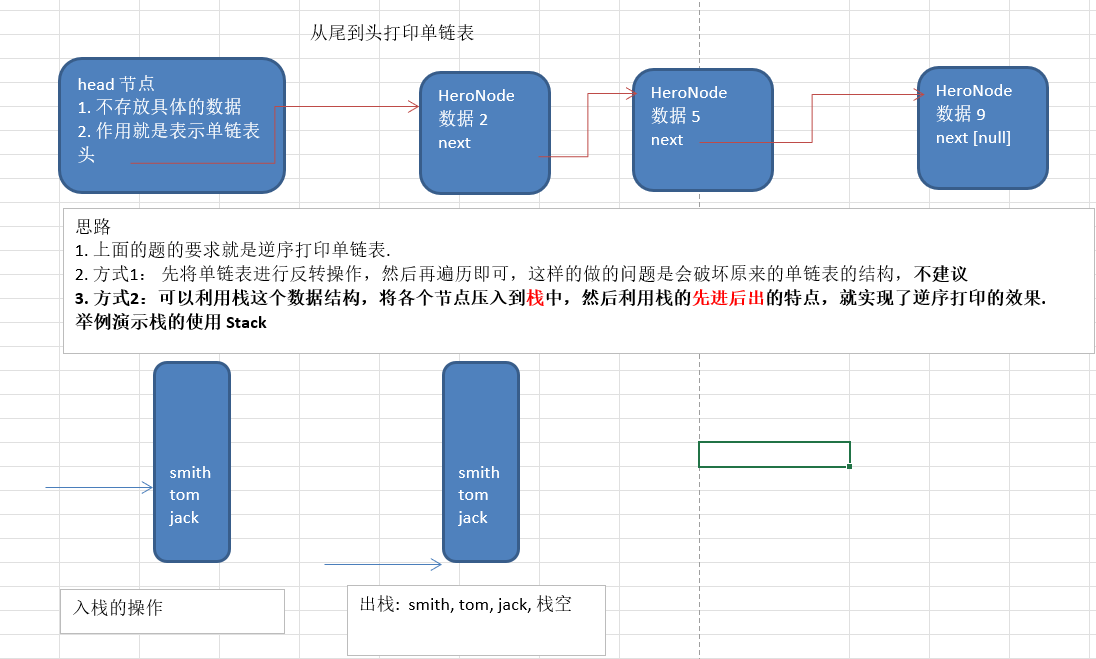 从尾到头打印单链表
head 节点
1. 不存放具体的数据
2. 作用就是表示单链表
头
HeroNode
数据 2
next
HeroNode
数据 5
next
HeroNode
数据 9
next [null]
思路
1. 上面的题的要求就是逆序打印单链表.
2. 方式1： 先将单链表进行反转操作，然后再遍历即可，这样的做的问题是会破坏原来的单链表的结构，不建议
3. 方式2：可以利用栈这个数据结构，将各个节点压入到栈中，然后利用栈的先进后出的特点，就实现了逆序打印的效果.
举例演示栈的使用 Stack
smith
tom
jack
smith
tom
jack
入栈的操作
出栈: smith, tom, jack, 栈空